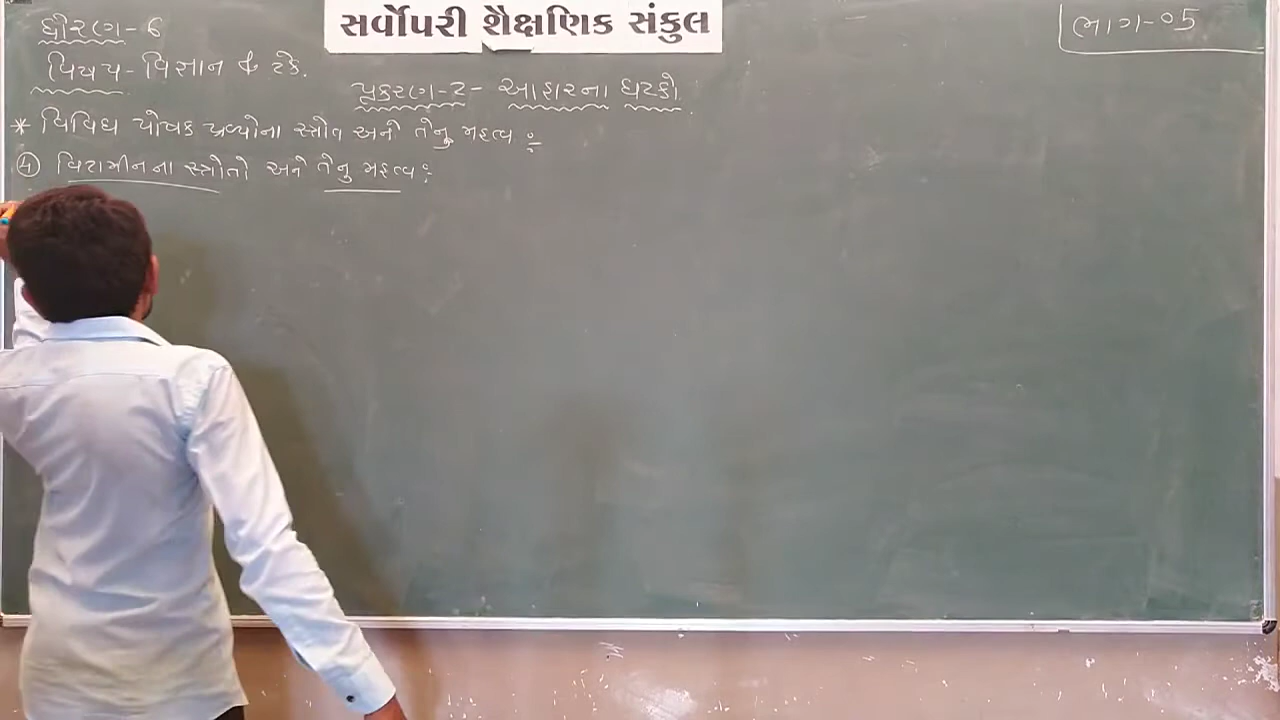 સર્વોપરી શૈક્ષણિક સંકુલ
ધોરણ-6
ભાગ-05
વિષય-વિજ્ઞાન & ટેક.
પ્રકરણ-2- આહારના ઘટકો.
* વિવિધ પોષક દ્રવ્યોના સ્ત્રોત અને તેનુ મહત્વ :-
④ વિટામીનના સ્ત્રોતો અને તેનુ મહત્વ :